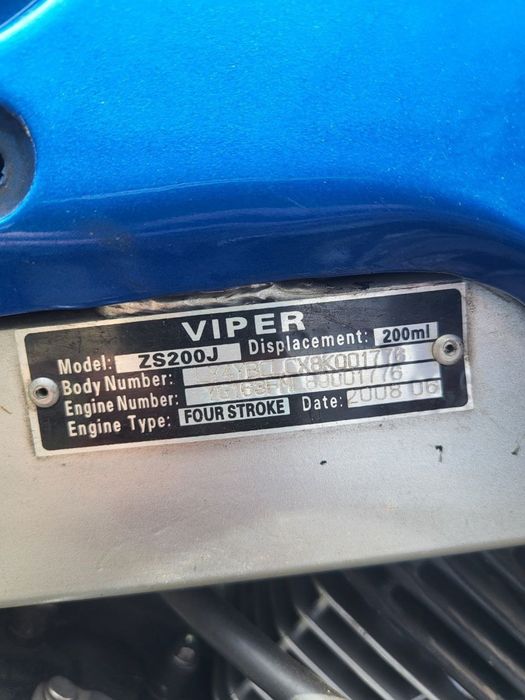 VIPER
Model: ZS200J Displacement: 200ml
Body Number:
Engine Number:
Engine Type: FOUR STROKE Date: 2008 06